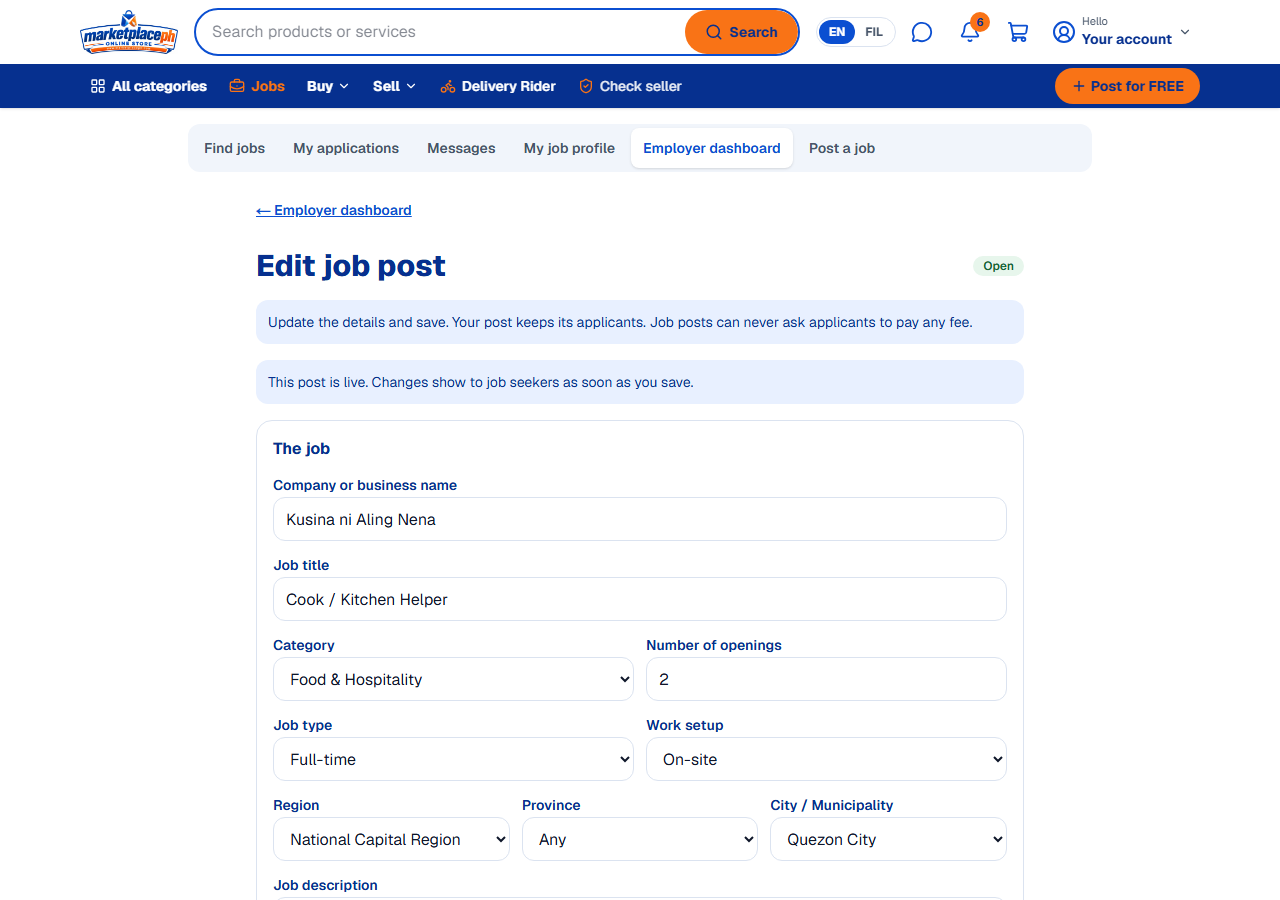 marketplaceph
ONLINE STORE
Search products or services
Search
EN
FIL
6
Hello
Your account
All categories
Jobs
Buy
Sell
Delivery Rider
Check seller
+ Post for FREE
Find jobs
My applications
Messages
My job profile
Employer dashboard
Post a job
← Employer dashboard
Edit job post
Open
Update the details and save. Your post keeps its applicants. Job posts can never ask applicants to pay any fee.
This post is live. Changes show to job seekers as soon as you save.
The job
Company or business name
Kusina ni Aling Nena
Job title
Cook / Kitchen Helper
Category
Number of openings
Food & Hospitality
2
Job type
Work setup
Full-time
On-site
Region
Province
City / Municipality
National Capital Region
Any
Quezon City
Job description